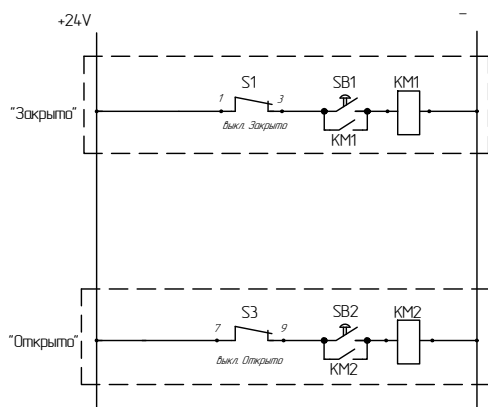 +24V –
S1 SB1 KM1
1 3
"Закрыто"
Выкл. Закрыто
KM1
S3 SB2 KM2
7 9
"Открыто"
Выкл. Открыто
KM2